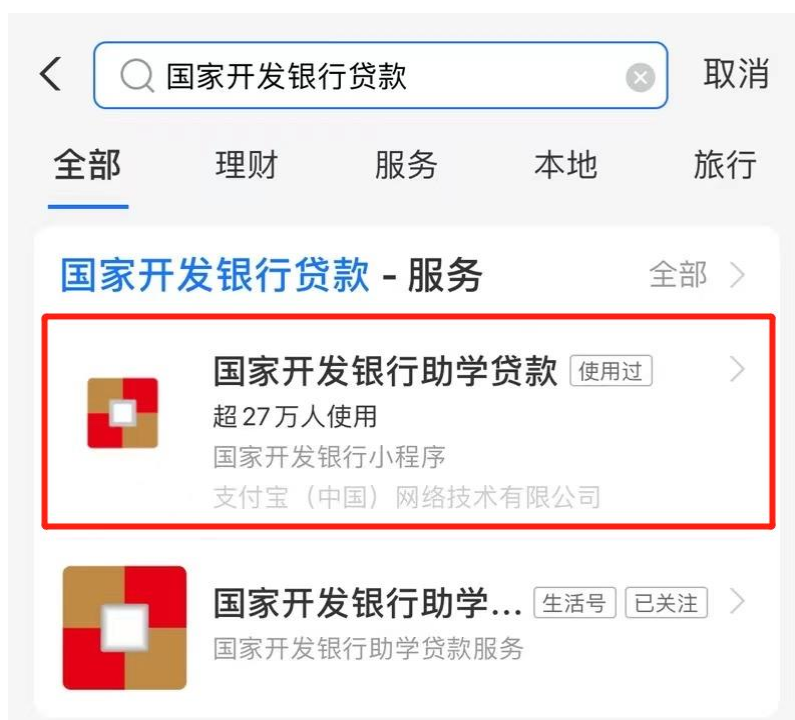 国家开发银行贷款 取消
全部 理财 服务 本地 旅行
国家开发银行贷款 - 服务 全部
国家开发银行助学贷款 使用过
超27万人使用
国家开发银行小程序
支付宝（中国）网络技术有限公司
国家开发银行助学... 生活号 已关注
国家开发银行助学贷款服务